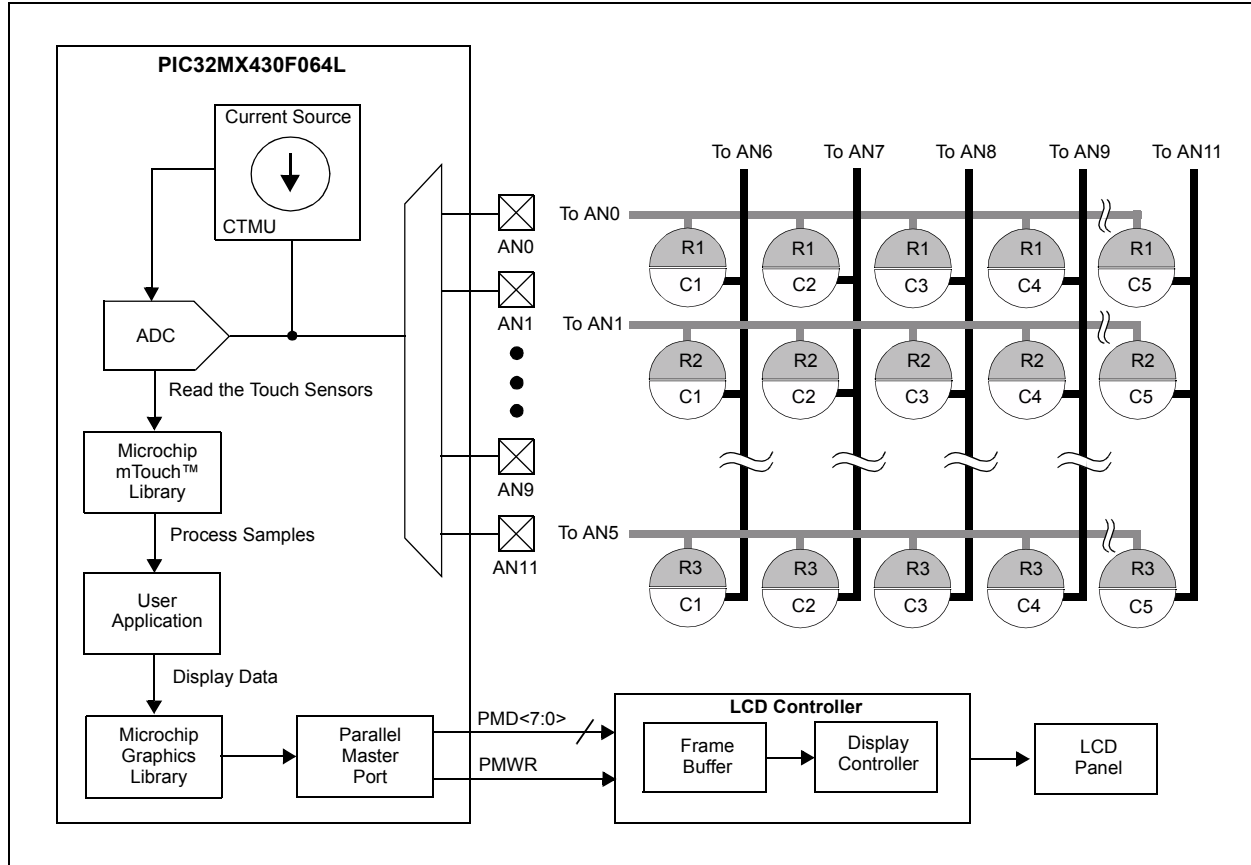 PIC32MX430F064L
Current Source
CTMU
ADC
Read the Touch Sensors
Microchip
mTouch™
Library
Process Samples
User
Application
Display Data
Microchip
Graphics
Library
Parallel
Master
Port
AN0
AN1
AN9
AN11
To AN6 To AN7 To AN8 To AN9 To AN11
To AN0
R1 R1 R1 R1 R1
C1 C2 C3 C4 C5
To AN1
R2 R2 R2 R2 R2
C1 C2 C3 C4 C5
To AN5
R3 R3 R3 R3 R3
C1 C2 C3 C4 C5
PMD<7:0>
PMWR
LCD Controller
Frame
Buffer
Display
Controller
LCD
Panel